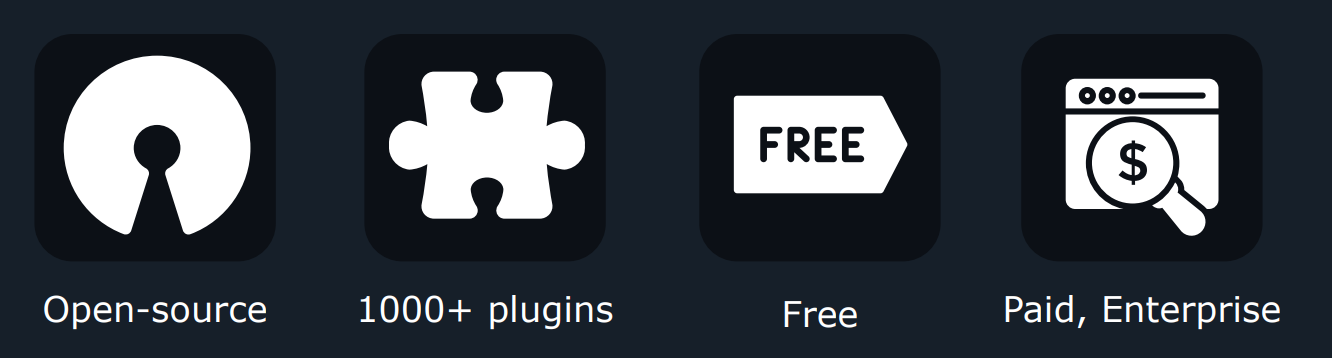 FREE
$
Open-source
1000+ plugins
Free
Paid, Enterprise